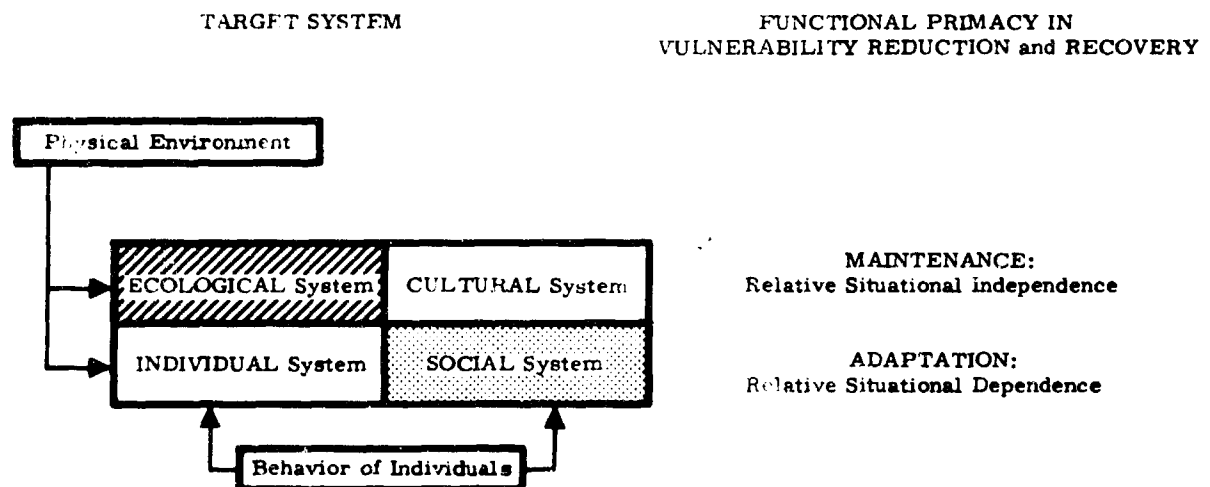 TARGET SYSTEM
FUNCTIONAL PRIMACY IN
VULNERABILITY REDUCTION and RECOVERY
Physical Environment
ECOLOGICAL System
CULTURAL System
MAINTENANCE:
Relative Situational Independence
INDIVIDUAL System
SOCIAL System
ADAPTATION:
Relative Situational Dependence
Behavior of Individuals